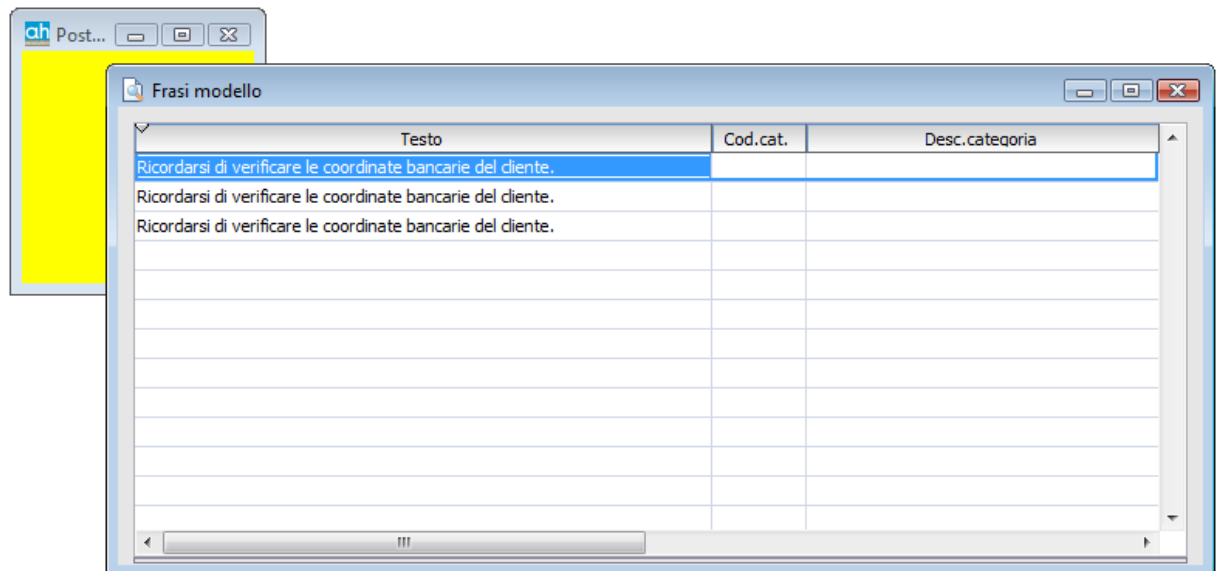 ah Post...
Frasi modello
Testo Cod.cat. Desc.categoria
Ricordarsi di verificare le coordinate bancarie del cliente.
Ricordarsi di verificare le coordinate bancarie del cliente.
Ricordarsi di verificare le coordinate bancarie del cliente.